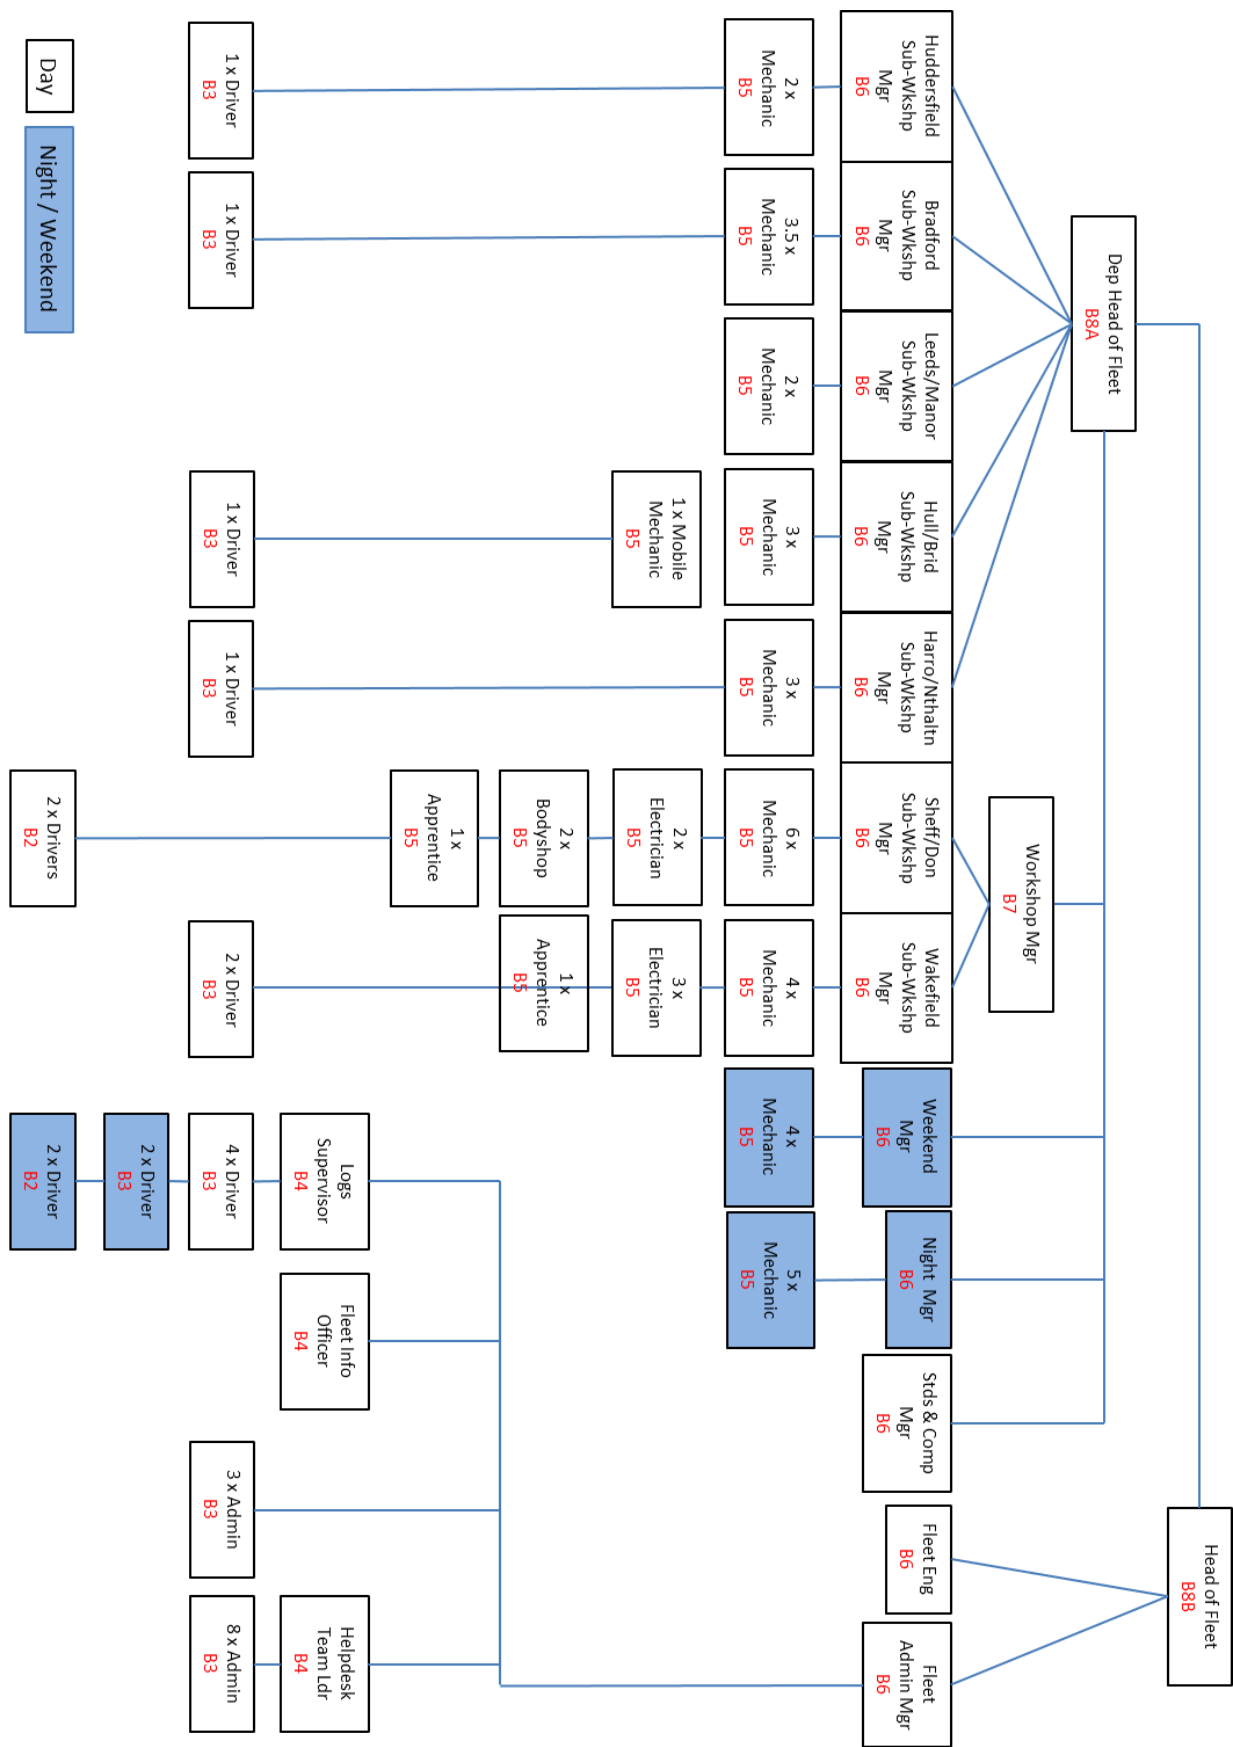 Head of Fleet
B8B
Dep Head of Fleet
B8A
Workshop Mgr
B7
Huddersfield
Sub-Wkshp
Mgr
B6
Bradford
Sub-Wkshp
Mgr
B6
Leeds/Manor
Sub-Wkshp
Mgr
B6
Hull/Brid
Sub-Wkshp
Mgr
B6
Harro/Nthaltn
Sub-Wkshp
Mgr
B6
Sheff/Don
Sub-Wkshp
Mgr
B6
Wakefield
Sub-Wkshp
Mgr
B6
Weekend
Mgr
B6
Night Mgr
B6
Stds & Comp
Mgr
B6
Fleet Eng
B6
Fleet
Admin Mgr
B6
2 x
Mechanic
B5
3.5 x
Mechanic
B5
2 x
Mechanic
B5
3 x
Mechanic
B5
3 x
Mechanic
B5
6 x
Mechanic
B5
4 x
Mechanic
B5
4 x
Mechanic
B5
5 x
Mechanic
B5
1 x Mobile
Mechanic
B5
2 x
Electrician
B5
3 x
Electrician
B5
2 x
Bodyshop
B5
1 x
Apprentice
B5
1 x
Apprentice
B5
Logs
Supervisor
B4
Fleet Info
Officer
B4
Helpdesk
Team Ldr
B4
1 x Driver
B3
1 x Driver
B3
1 x Driver
B3
1 x Driver
B3
2 x Driver
B3
4 x Driver
B3
3 x Admin
B3
8 x Admin
B3
2 x Driver
B3
2 x Drivers
B2
2 x Driver
B2
Day
Night / Weekend